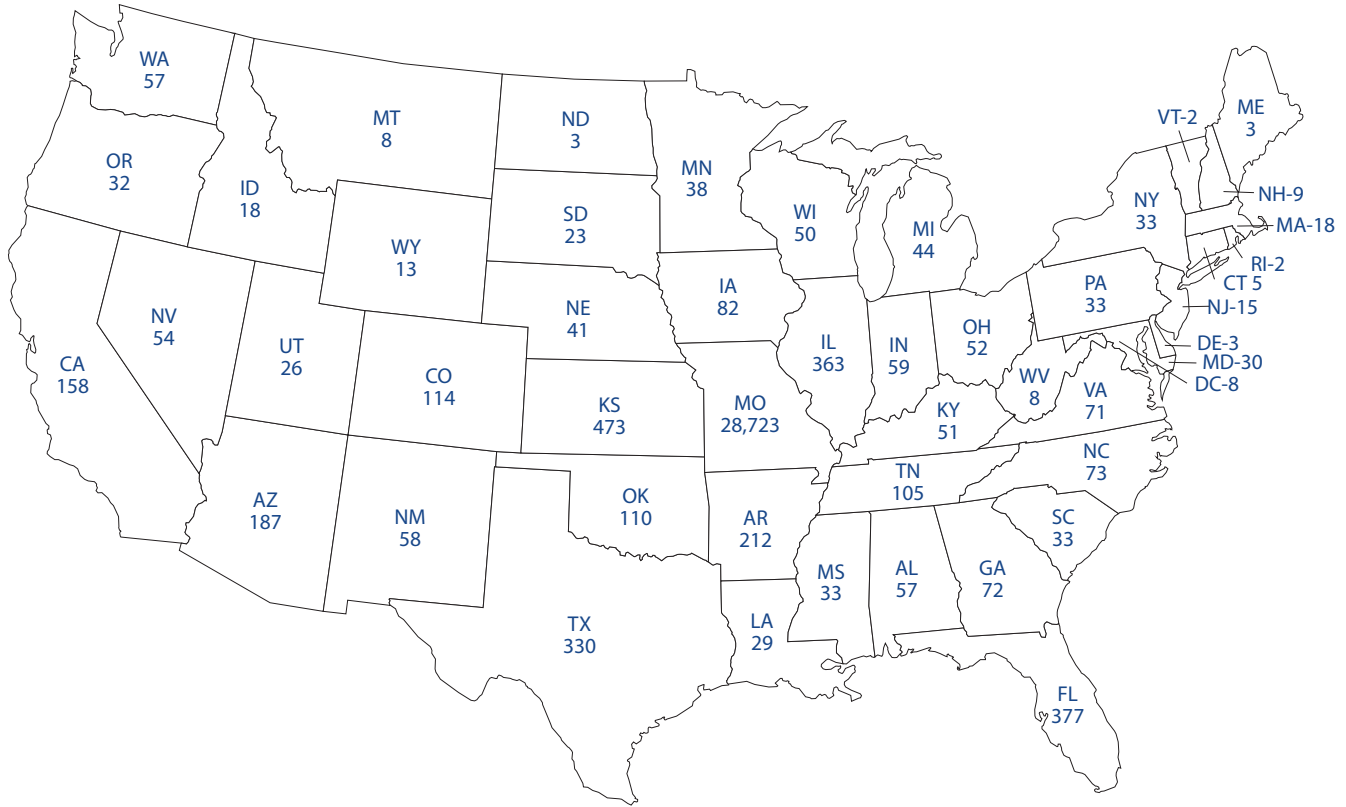 WA
57
MT
8
ND
3
MN
38
ME
3
VT-2
OR
32
ID
18
SD
23
WI
50
MI
44
NY
33
NH-9
MA-18
RI-2
CT 5
NJ-15
WY
13
IA
82
NE
41
PA
33
NV
54
UT
26
CO
114
CA
158
IL
363
IN
59
OH
52
DE-3
MD-30
DC-8
WV
8
VA
71
KS
473
MO
28,723
KY
51
NC
73
TN
105
AZ
187
NM
58
OK
110
AR
212
SC
33
MS
33
AL
57
GA
72
TX
330
LA
29
FL
377